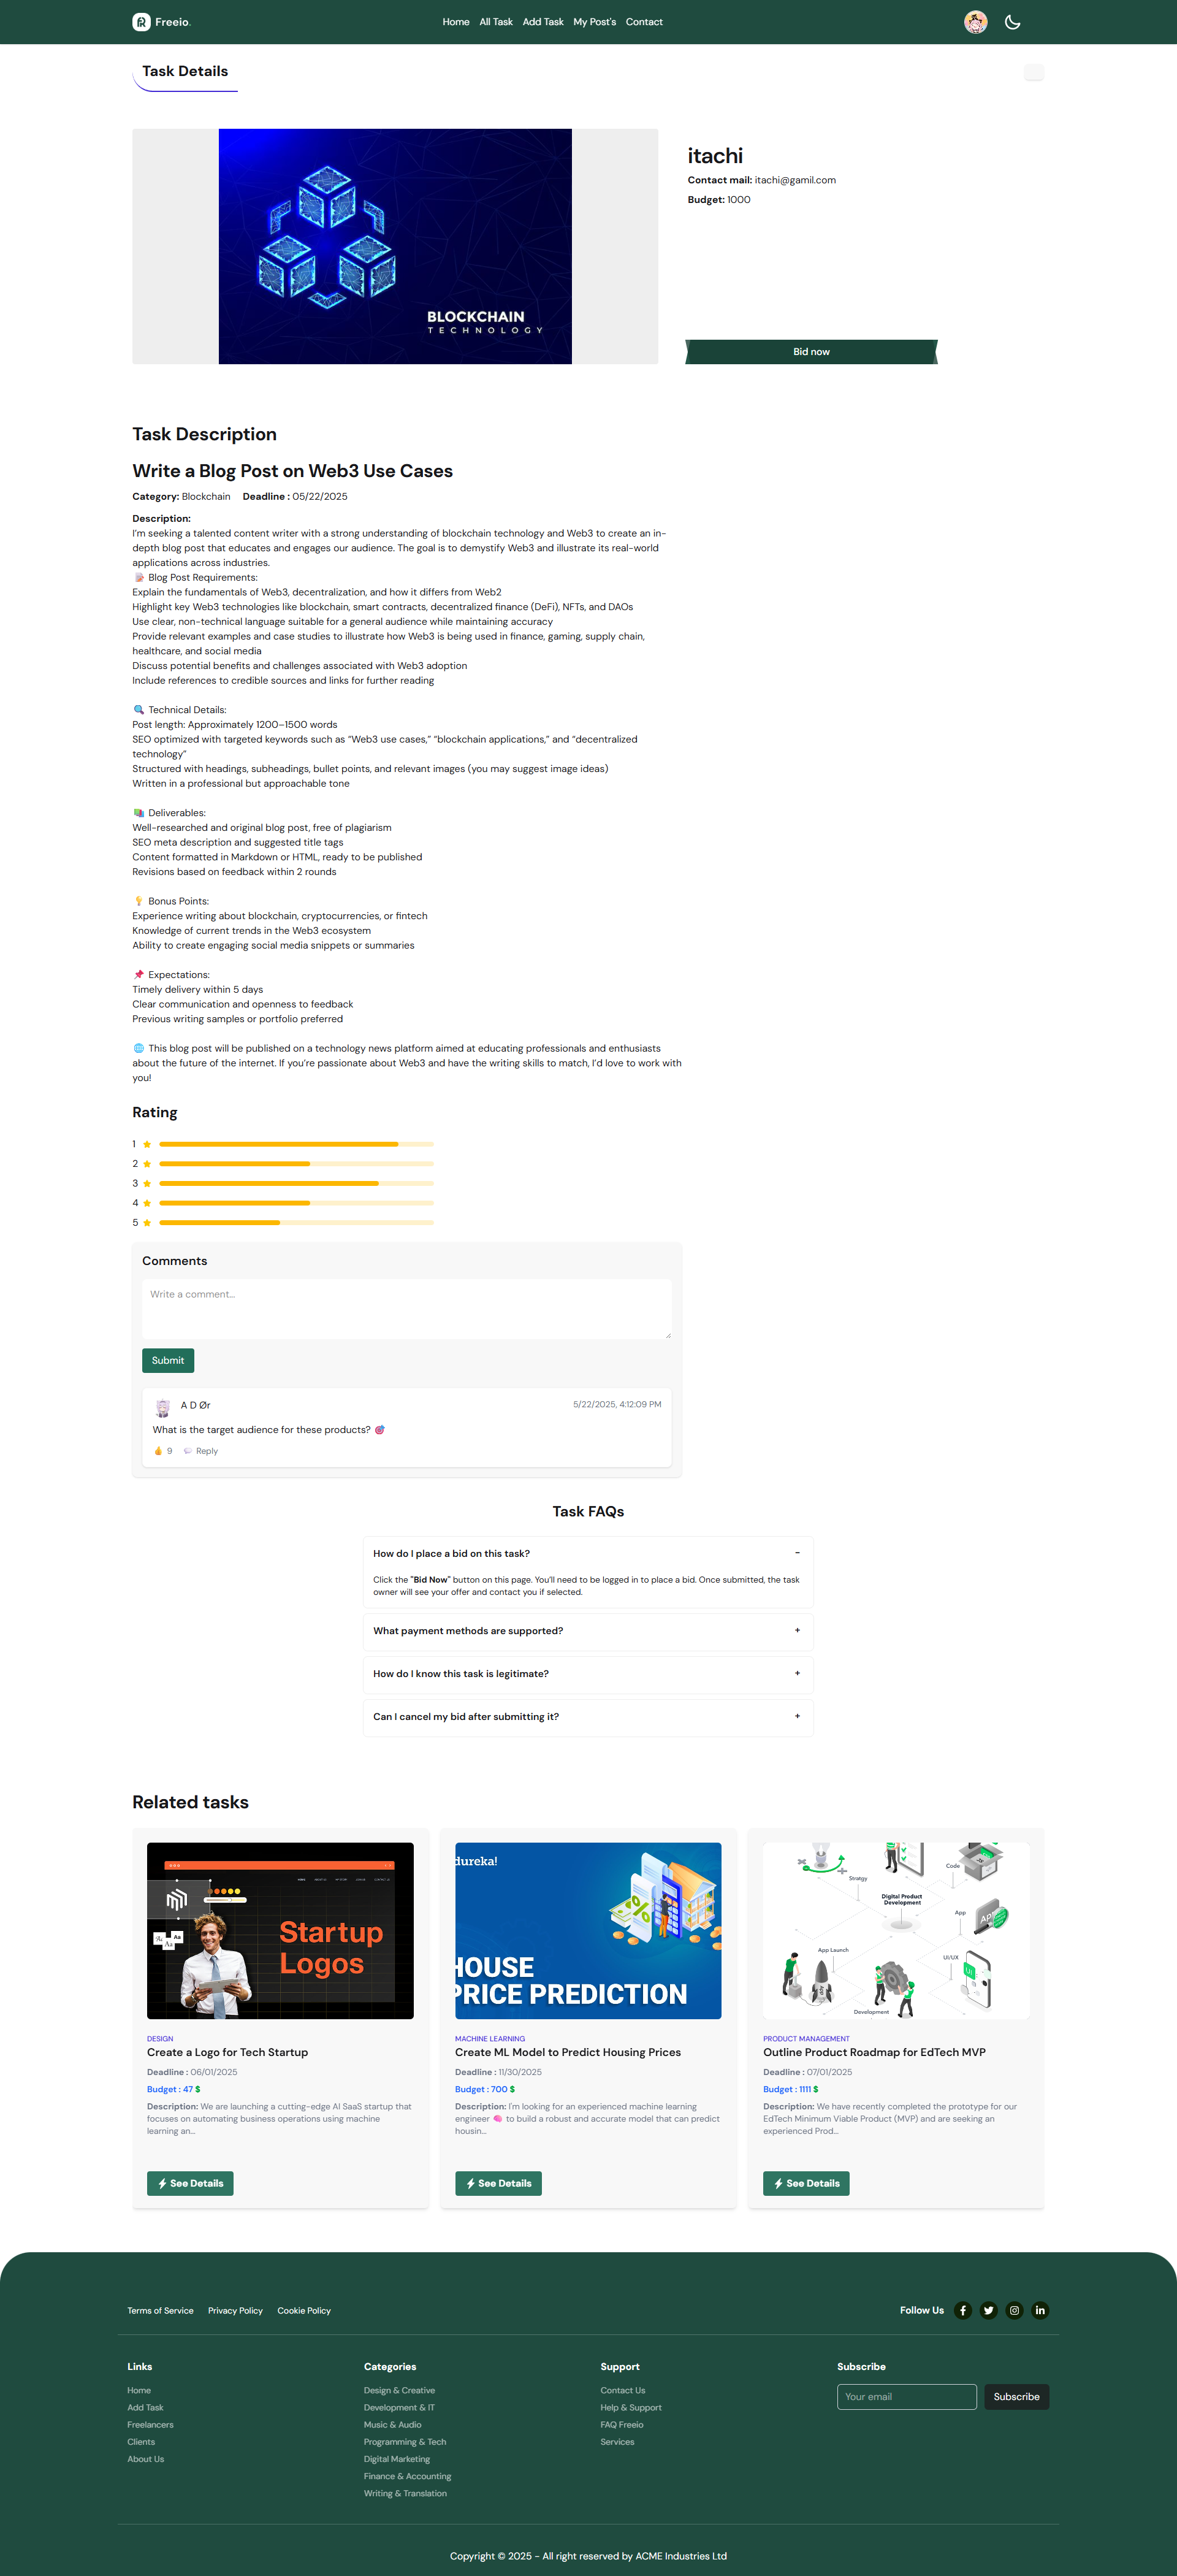 Freeio.
Home All Task Add Task My Post's Contact
Task Details
BLOCKCHAIN
TECHNOLOGY
itachi
Contact mail: itachi@gamil.com
Budget: 1000
Bid now
Task Description
Write a Blog Post on Web3 Use Cases
Category: Blockchain Deadline : 05/22/2025
Description:
I'm seeking a talented content writer with a strong understanding of blockchain technology and Web3 to create an in-
depth blog post that educates and engages our audience. The goal is to demystify Web3 and illustrate its real-world
applications across industries.
📝 Blog Post Requirements:
Explain the fundamentals of Web3, decentralization, and how it differs from Web2
Highlight key Web3 technologies like blockchain, smart contracts, decentralized finance (DeFi), NFTs, and DAOs
Use clear, non-technical language suitable for a general audience while maintaining accuracy
Provide relevant examples and case studies to illustrate how Web3 is being used in finance, gaming, supply chain,
healthcare, and social media
Discuss potential benefits and challenges associated with Web3 adoption
Include references to credible sources and links for further reading
🔍 Technical Details:
Post length: Approximately 1200–1500 words
SEO optimized with targeted keywords such as “Web3 use cases,” “blockchain applications,” and “decentralized
technology”
Structured with headings, subheadings, bullet points, and relevant images (you may suggest image ideas)
Written in a professional but approachable tone
📚 Deliverables:
Well-researched and original blog post, free of plagiarism
SEO meta description and suggested title tags
Content formatted in Markdown or HTML, ready to be published
Revisions based on feedback within 2 rounds
💡 Bonus Points:
Experience writing about blockchain, cryptocurrencies, or fintech
Knowledge of current trends in the Web3 ecosystem
Ability to create engaging social media snippets or summaries
📌 Expectations:
Timely delivery within 5 days
Clear communication and openness to feedback
Previous writing samples or portfolio preferred
🌐 This blog post will be published on a technology news platform aimed at educating professionals and enthusiasts
about the future of the internet. If you're passionate about Web3 and have the writing skills to match, I'd love to work with
you!
Rating
1
2
3
4
5
Comments
Write a comment...
Submit
A D Ør 5/22/2025, 4:12:09 PM
What is the target audience for these products? 🎯
👍 9 💬 Reply
Task FAQs
How do I place a bid on this task? -
Click the "Bid Now" button on this page. You'll need to be logged in to place a bid. Once submitted, the task
owner will see your offer and contact you if selected.
What payment methods are supported? +
How do I know this task is legitimate? +
Can I cancel my bid after submitting it? +
Related tasks
Startup
Logos
Aa
DESIGN
Create a Logo for Tech Startup
Deadline : 06/01/2025
Budget : 47 $
Description: We are launching a cutting-edge AI SaaS startup that
focuses on automating business operations using machine
learning an...
See Details
dureka!
HOUSE
PRICE PREDICTION
MACHINE LEARNING
Create ML Model to Predict Housing Prices
Deadline : 11/30/2025
Budget : 700 $
Description: I'm looking for an experienced machine learning
engineer 🧠 to build a robust and accurate model that can predict
housin...
See Details
Code
Digital Product
Development
App
App Launch
UI/UX
UI
Development
PRODUCT MANAGEMENT
Outline Product Roadmap for EdTech MVP
Deadline : 07/01/2025
Budget : 1111 $
Description: We have recently completed the prototype for our
EdTech Minimum Viable Product (MVP) and are seeking an
experienced Prod...
See Details
Terms of Service Privacy Policy Cookie Policy
Follow Us
Links
Home
Add Task
Freelancers
Clients
About Us
Categories
Design & Creative
Development & IT
Music & Audio
Programming & Tech
Digital Marketing
Finance & Accounting
Writing & Translation
Support
Contact Us
Help & Support
FAQ Freeio
Services
Subscribe
Your email
Subscribe
Copyright © 2025 - All right reserved by ACME Industries Ltd